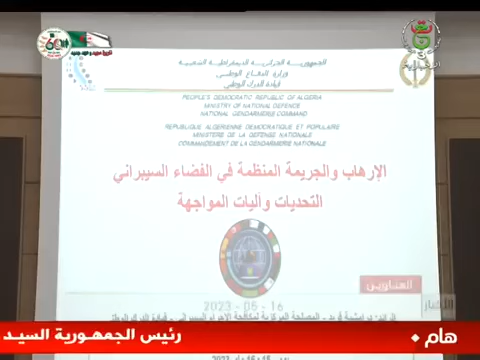 الجمهورية الجزائرية الديمقراطية الشعبية
وزارة الدفاع الوطني
قيادة الدرك الوطني
PEOPLE'S DEMOCRATIC REPUBLIC OF ALGERIA
MINISTRY OF NATIONAL DEFENCE
NATIONAL GENDARMERIE COMMAND
REPUBLIQUE ALGERIENNE DEMOCRATIQUE ET POPULAIRE
MINISTERE DE LA DEFENSE NATIONALE
COMMANDEMENT DE LA GENDARMERIE NATIONALE
الإرهاب والجريمة المنظمة في الفضاء السيبراني
التحديات وآليات المواجهة
العناوين
2023 - 05 - 16
الأخبار
هام • رئيس الجمهورية السيد